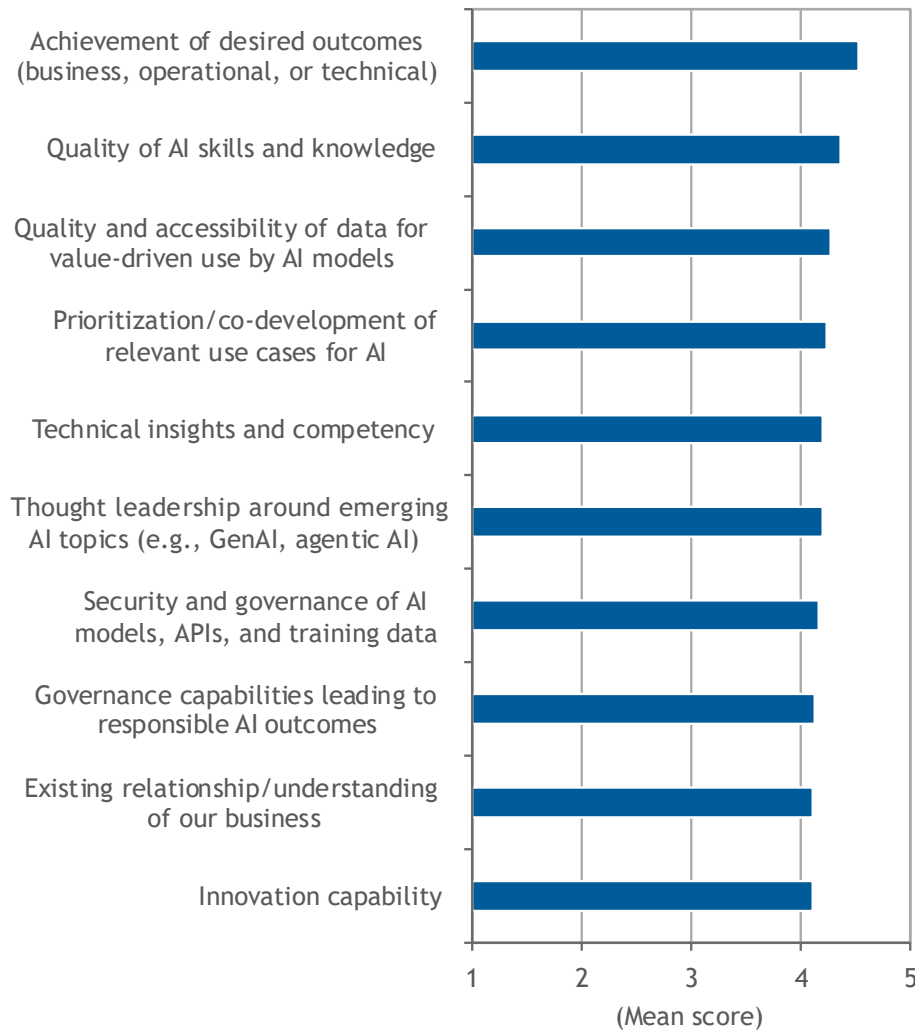 Achievement of desired outcomes
(business, operational, or technical)
Quality of AI skills and knowledge
Quality and accessibility of data for
value-driven use by AI models
Prioritization/co-development of
relevant use cases for AI
Technical insights and competency
Thought leadership around emerging
AI topics (e.g., GenAI, agentic AI)
Security and governance of AI
models, APIs, and training data
Governance capabilities leading to
responsible AI outcomes
Existing relationship/understanding
of our business
Innovation capability
1 2 3 4 5
(Mean score)